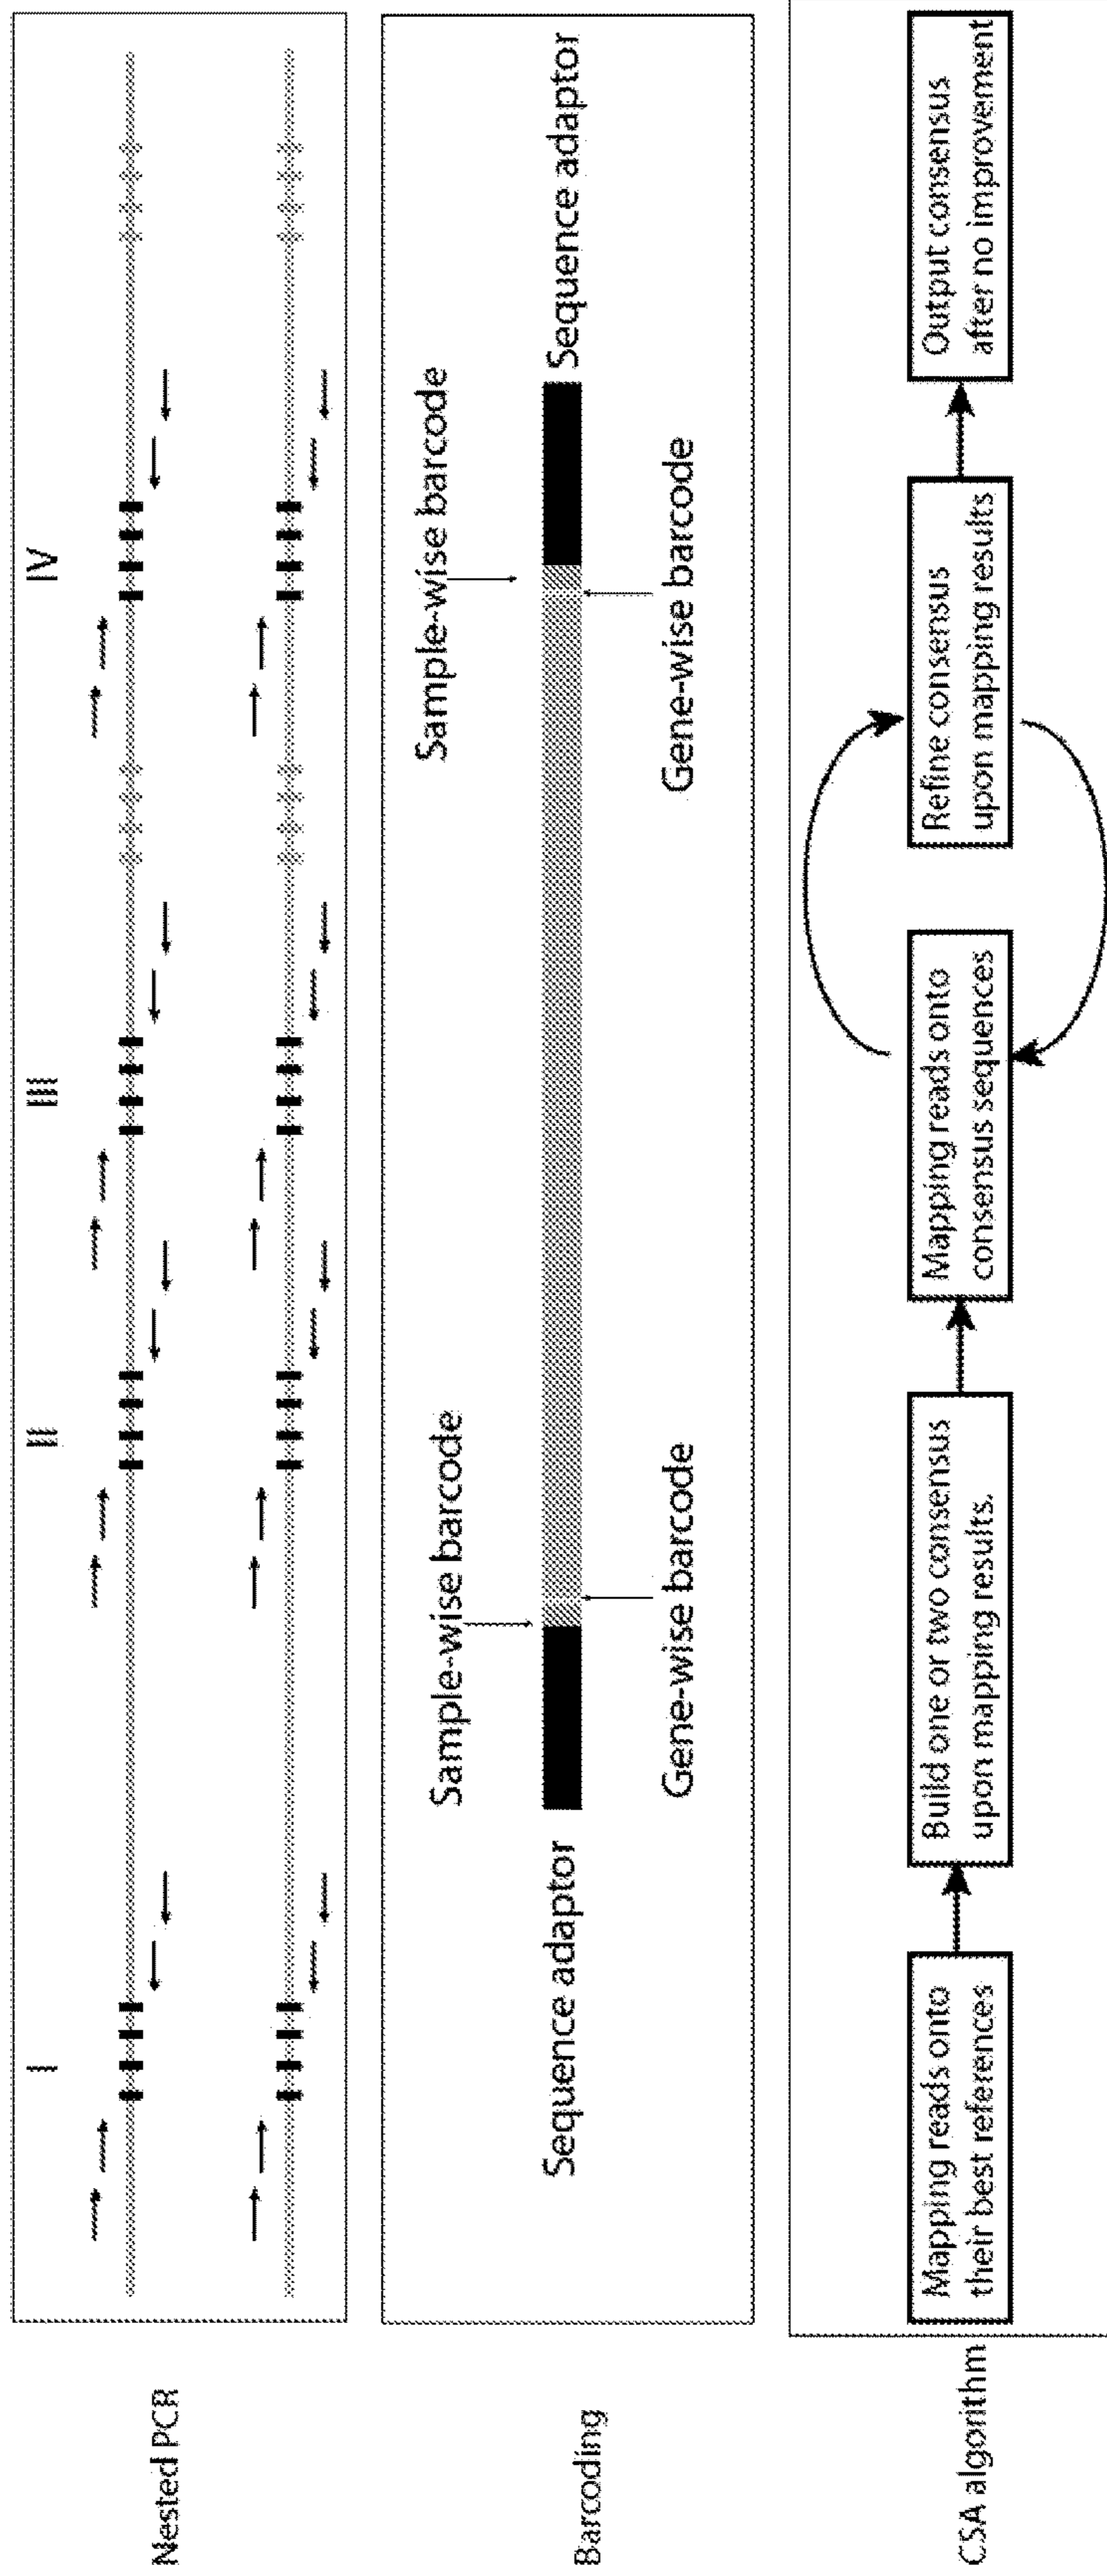 Nested PCR
I
II
III
IV
Barcoding
Sequence adaptor
Sample-wise barcode
Gene-wise barcode
Sample-wise barcode
Gene-wise barcode
Sequence adaptor
CSA algorithm
Mapping reads onto
their best references
Build one or two consensus
upon mapping results.
Mapping reads onto
consensus sequences
Refine consensus
upon mapping results
Output consensus
after no improvement